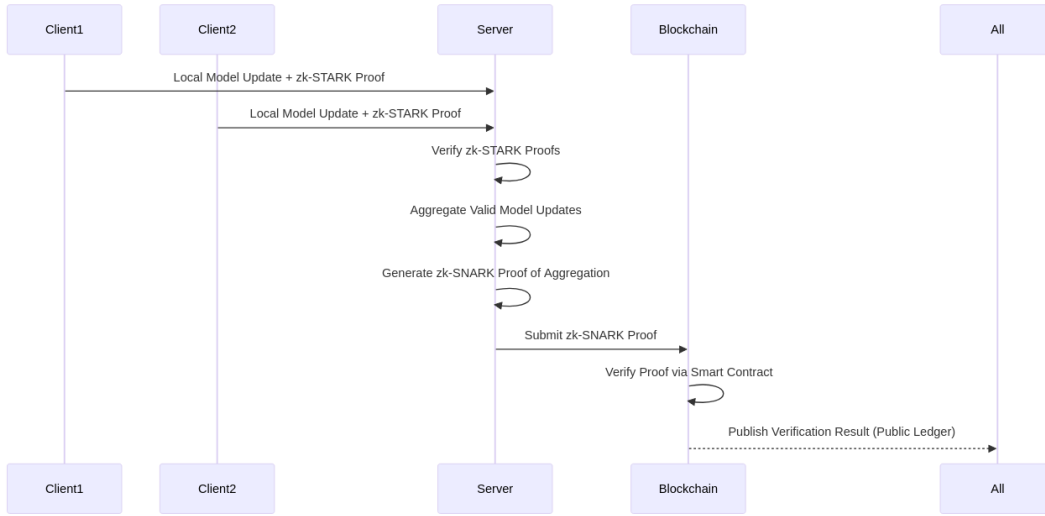 Client1 Client2 Server Blockchain All
Local Model Update + zk-STARK Proof
Local Model Update + zk-STARK Proof
Verify zk-STARK Proofs
Aggregate Valid Model Updates
Generate zk-SNARK Proof of Aggregation
Submit zk-SNARK Proof
Verify Proof via Smart Contract
Publish Verification Result (Public Ledger)
Client1 Client2 Server Blockchain All